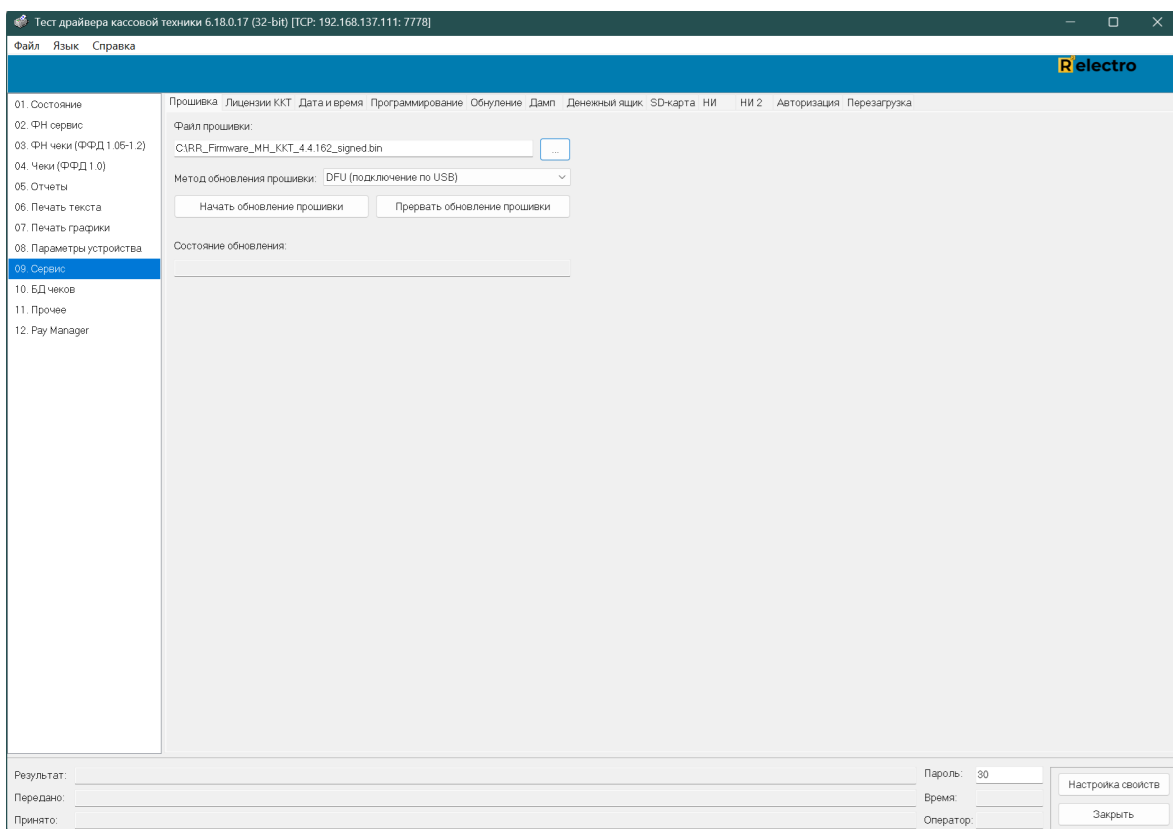 Тест драйвера кассовой техники 6.18.0.17 (32-bit) [TCP: 192.168.137.111: 7778]
Файл Язык Справка
R electro
01. Состояние
02. ФН сервис
03. ФН чеки (ФФД 1.05-1.2)
04. Чеки (ФФД 1.0)
05. Отчеты
06. Печать текста
07. Печать графики
08. Параметры устройства
09. Сервис
10. БД чеков
11. Прочее
12. Pay Manager
Прошивка Лицензии ККТ Дата и время Программирование Обнуление Дамп Денежный ящик SD-карта НИ НИ 2 Авторизация Перезагрузка
Файл прошивки:
C:\RR_Firmware_MH_KKT_4.4.162_signed.bin ...
Метод обновления прошивки: DFU (подключение по USB)
Начать обновление прошивки Прервать обновление прошивки
Состояние обновления:
Результат:
Передано:
Принято:
Пароль: 30
Время:
Оператор:
Настройка свойств
Закрыть